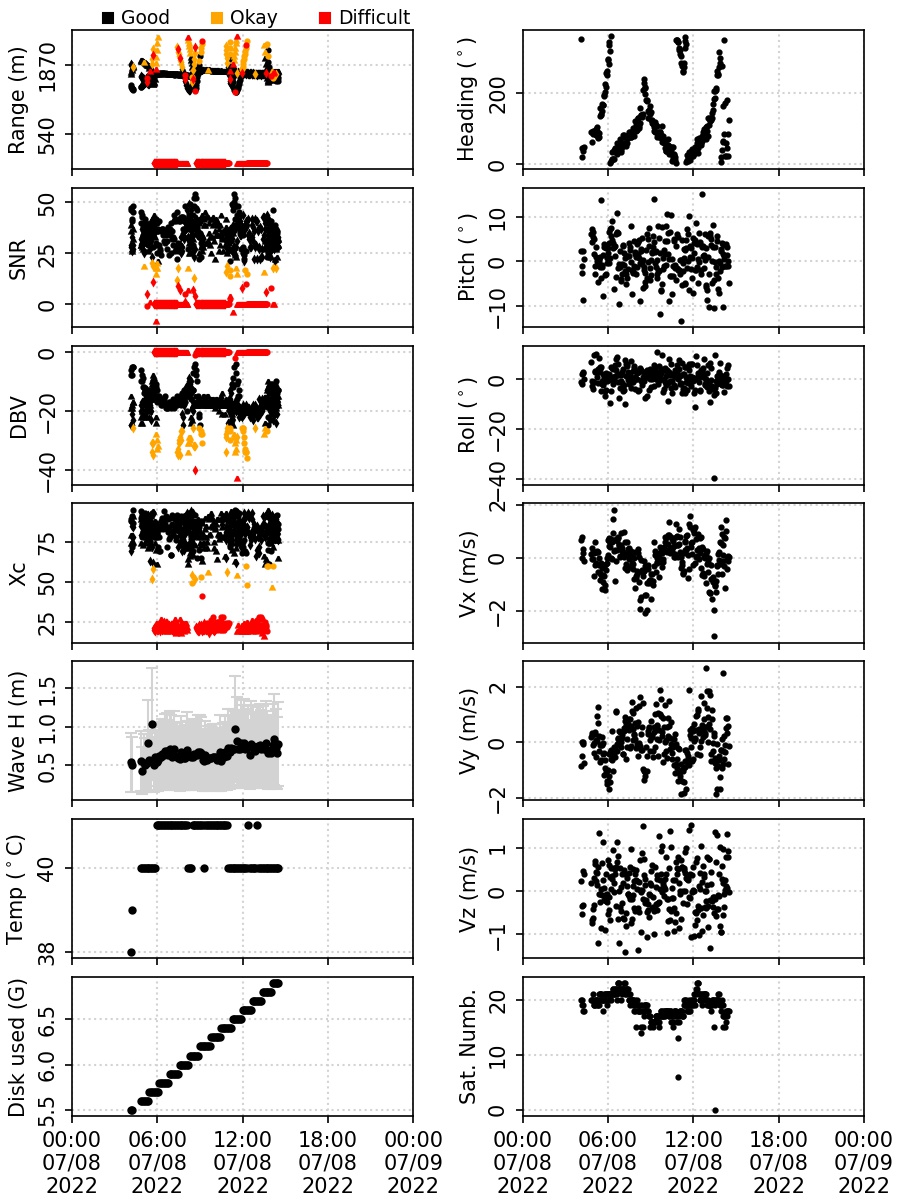 Good Okay Difficult
Range (m)
1870
540
Heading (°)
200
0
SNR
50
25
0
Pitch (°)
10
0
−10
DBV
0
−20
−40
Roll (°)
0
−20
−40
Xc
75
50
25
Vx (m/s)
2
0
−2
Wave H (m)
1.5
1.0
0.5
Vy (m/s)
2
0
−2
Temp (°C)
40
38
Vz (m/s)
1
0
−1
Disk used (G)
6.5
6.0
5.5
Sat. Numb.
20
10
0
00:00 06:00 12:00 18:00 00:00
07/08 07/08 07/08 07/08 07/09
2022 2022 2022 2022 2022
00:00 06:00 12:00 18:00 00:00
07/08 07/08 07/08 07/08 07/09
2022 2022 2022 2022 2022